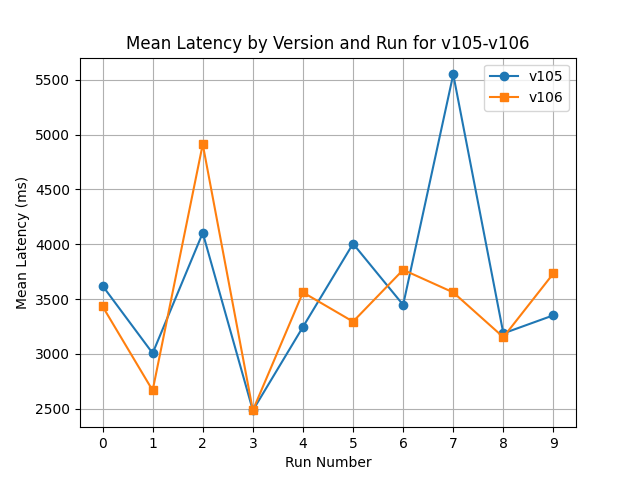 Mean Latency by Version and Run for v105-v106
v105
v106
5500
5000
4500
4000
3500
3000
2500
Mean Latency (ms)
0 1 2 3 4 5 6 7 8 9
Run Number